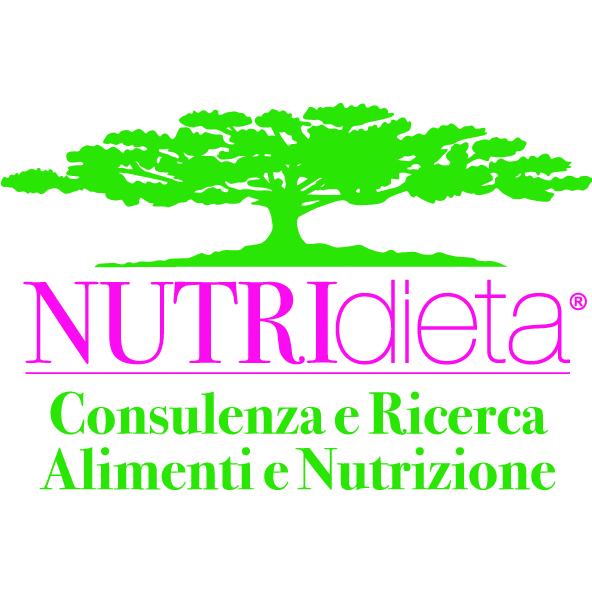 NUTRIdieta®
Consulenza e Ricerca
Alimenti e Nutrizione